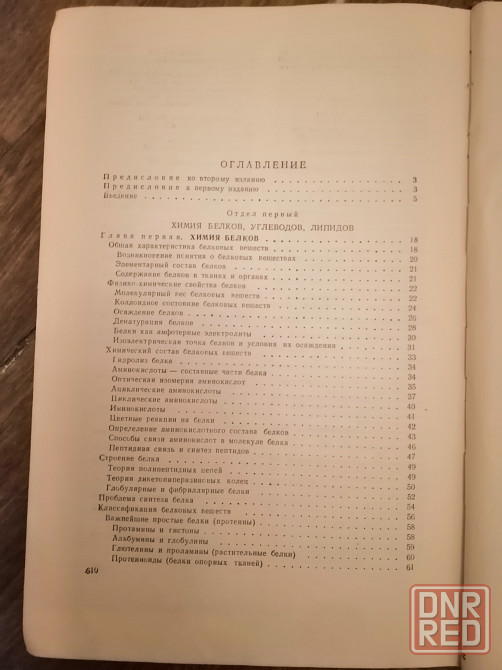 ОГЛАВЛЕНИЕ
Предисловие ко второму изданию . . . 3
Предисловие к первому изданию . . . 3
Введение . . . 5
Отдел первый
ХИМИЯ БЕЛКОВ, УГЛЕВОДОВ, ЛИПИДОВ
Глава первая. ХИМИЯ БЕЛКОВ . . . 18
Общая характеристика белковых веществ . . . 18
Возникновение понятия о белковых веществах . . . 20
Элементарный состав белков . . . 21
Содержание белков в тканях и органах . . . 21
Физико-химические свойства белков . . . 22
Молекулярный вес белковых веществ . . . 22
Коллоидное состояние белковых веществ . . . 24
Осаждение белков . . . 26
Денатурация белков . . . 28
Белки как амфотерные электролиты . . . 30
Изоэлектрическая точка белков и условия их осаждения . . . 31
Химический состав белковых веществ . . . 33
Гидролиз белка . . . 34
Аминокислоты — составные части белка . . . 34
Оптическая изомерия аминокислот . . . 35
Ациклические аминокислоты . . . 37
Циклические аминокислоты . . . 40
Иминокислоты . . . 41
Цветные реакции на белки . . . 42
Определение аминокислотного состава белков . . . 43
Способы связи аминокислот в молекуле белка . . . 46
Пептидная связь и синтез пептидов . . . 47
Строение белка . . . 49
Теория полипептидных цепей . . . 47
Теория дикетопиперазиновых колец . . . 49
Глобулярные и фибриллярные белки . . . 50
Проблема синтеза белка . . . 52
Классификация белковых веществ . . . 54
Важнейшие простые белки (протеины) . . . 56
Протамины и гистоны . . . 58
Альбумины и глобулины . . . 58
Глютелины и проламины (растительные белки) . . . 59
Протеиноиды (белки опорных тканей) . . . 60
61
610
DNR
RED